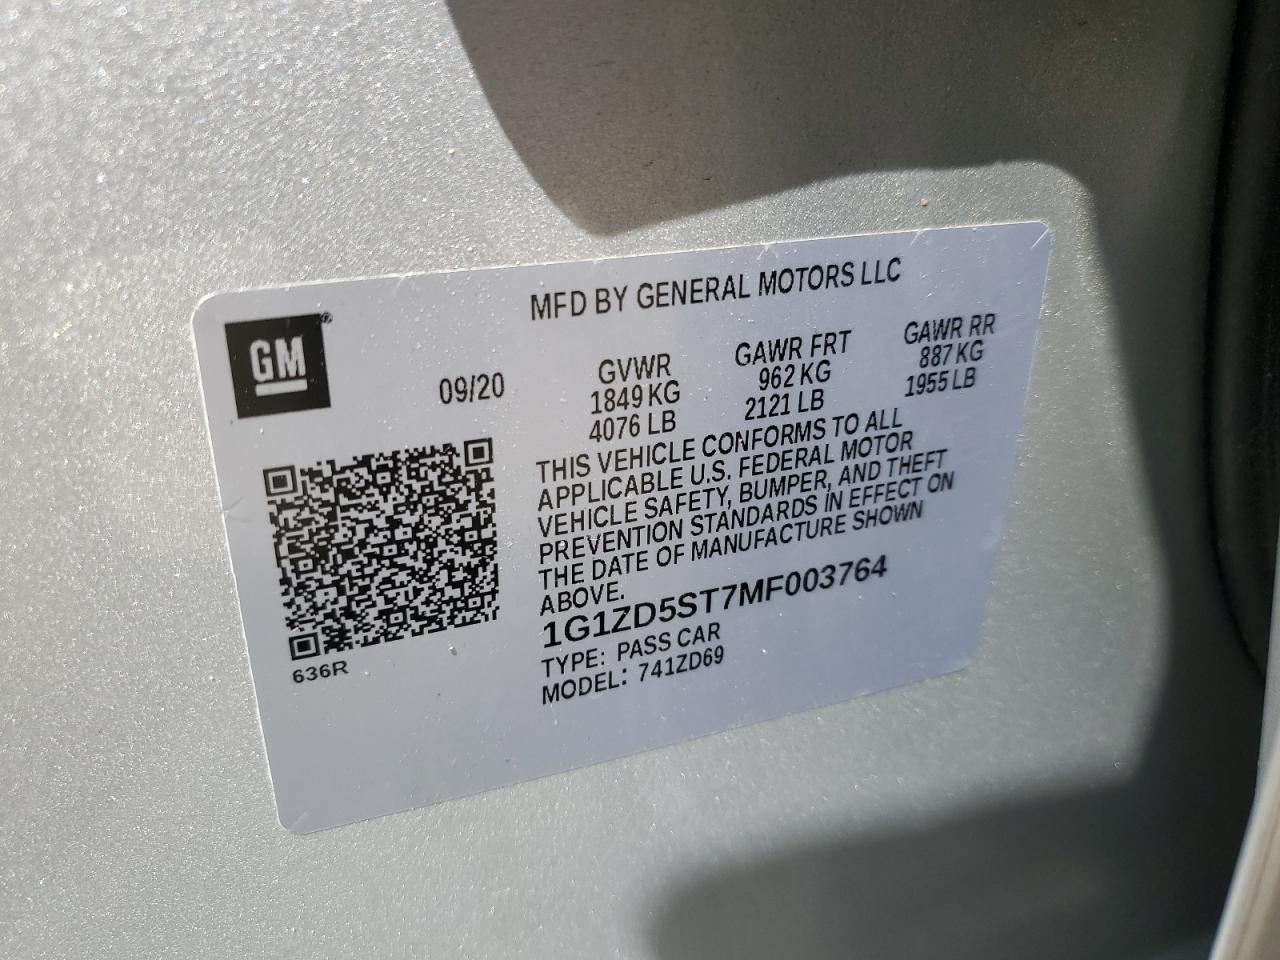 MFD BY GENERAL MOTORS LLC
GM®
09/20
GVWR
1849 KG
4076 LB
GAWR FRT
962 KG
2121 LB
GAWR RR
887 KG
1955 LB
THIS VEHICLE CONFORMS TO ALL
APPLICABLE U.S. FEDERAL MOTOR
VEHICLE SAFETY, BUMPER, AND THEFT
PREVENTION STANDARDS IN EFFECT ON
THE DATE OF MANUFACTURE SHOWN
ABOVE.
1G1ZD5ST7MF003764
TYPE: PASS CAR
MODEL: 741ZD69
636R